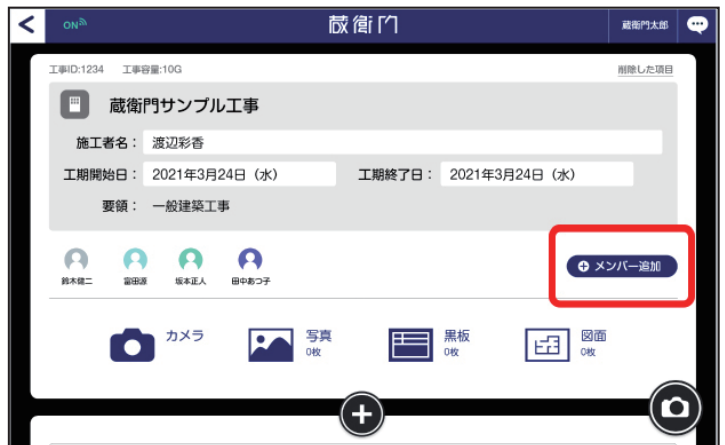 ON
蔵衛門
蔵衛門太郎
工事ID:1234 工事容量:10G
削除した項目
蔵衛門サンプル工事
施工者名： 渡辺彩香
工期開始日： 2021年3月24日（水） 工期終了日： 2021年3月24日（水）
要領： 一般建築工事
鈴木健二 富田源 坂本正人 田中あつ子
メンバー追加
カメラ 写真 黒板 図面
0枚 0枚 0枚